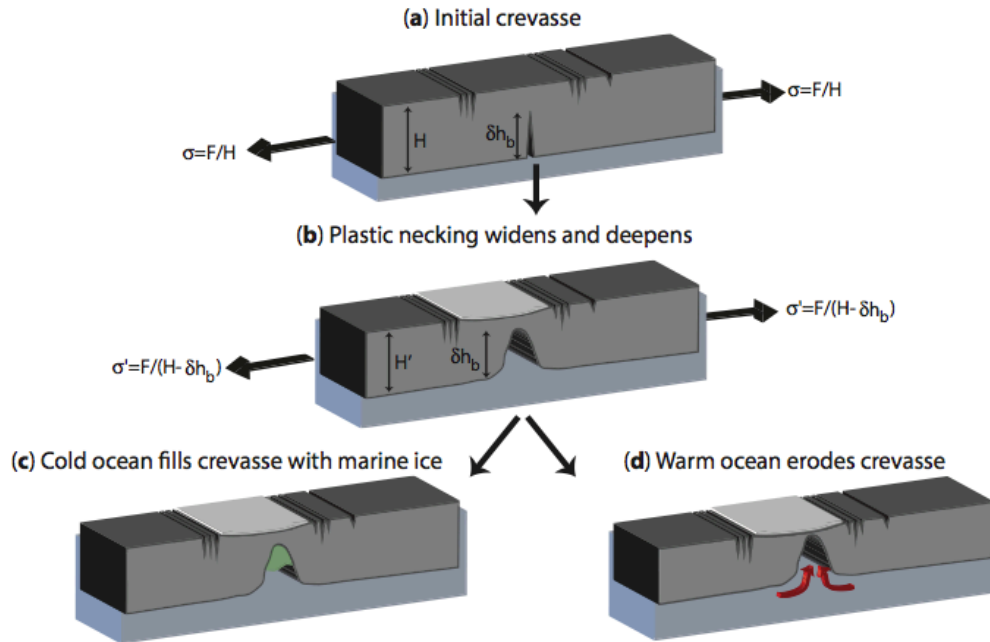 (a) Initial crevasse
σ=F/H
H
δh_b
σ=F/H
(b) Plastic necking widens and deepens
σ'=F/(H- δh_b)
H'
δh_b
σ'=F/(H- δh_b)
(c) Cold ocean fills crevasse with marine ice
(d) Warm ocean erodes crevasse